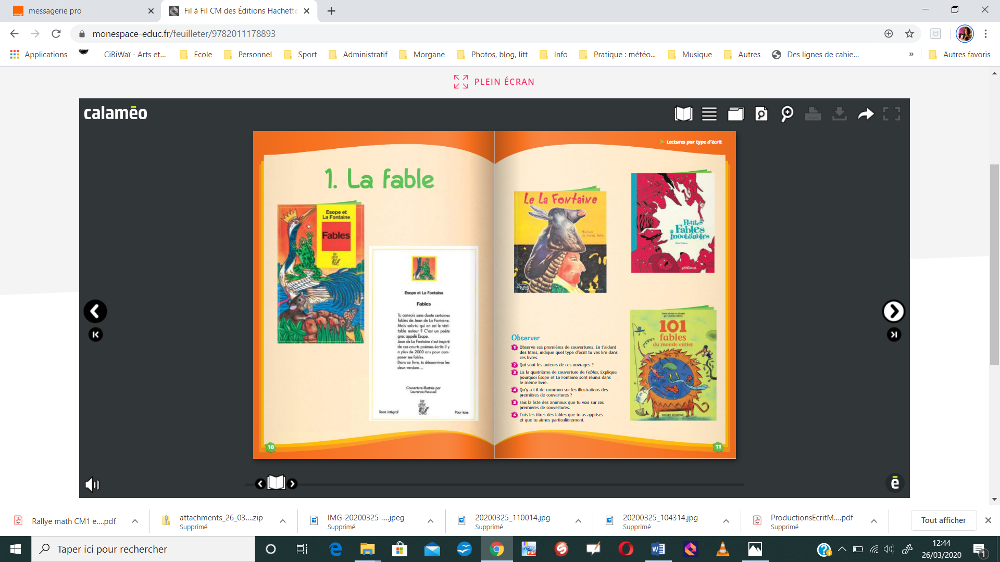 messagerie pro
Fil à Fil CM des Éditions Hachette
monespace-educ.fr/feuilleter/9782011178893
Applications
CiBiWaï - Arts et...
Ecole
Personnel
Sport
Administratif
Morgane
Photos, blog, litt
Info
Pratique : météo...
Musique
Autres
Des lignes de cahie...
»
Autres favoris
PLEIN ÉCRAN
calaméo
Lectures par type d'écrit
1. La fable
Esope et
La Fontaine
Fables
Esope et La Fontaine
Fables
Tu connais sans doute certaines
fables de Jean de La Fontaine.
Mais sais-tu qui en est le véri-
table auteur ? C'est un poète
grec appelé Ésope.
Jean de La Fontaine s'est inspiré
de ces courts poèmes écrits il y
a plus de 2000 ans pour com-
poser ses fables.
Dans ce livre, tu découvriras les
deux versions...
Couverture illustrée par
Laurence Moussel
Texte intégral
Pour tous
10
Le La Fontaine
Petites
Fables
Inoubliables
Observer
1 Observe ces premières de couvertures. En t'aidant
des titres, indique quel type d'écrit tu vas lire dans
ces livres.
2 Qui sont les auteurs de ces ouvrages ?
3 Lis la quatrième de couverture de Fables. Explique
pourquoi Ésope et La Fontaine sont réunis dans
le même livre.
4 Qu'y a-t-il de commun sur les illustrations des
premières de couvertures ?
5 Fais la liste des animaux que tu vois sur ces
premières de couvertures.
6 Écris les titres des fables que tu as apprises
et que tu aimes particulièrement.
101
fables
du monde entier
11
ē
Rallye math CM1 e....pdf
attachments_26_03....zip
Supprimé
IMG-20200325-....jpeg
Supprimé
20200325_110014.jpg
Supprimé
20200325_104314.jpg
Supprimé
ProductionsEcritM....pdf
Supprimé
Tout afficher
Taper ici pour rechercher
12:44
26/03/2020
1